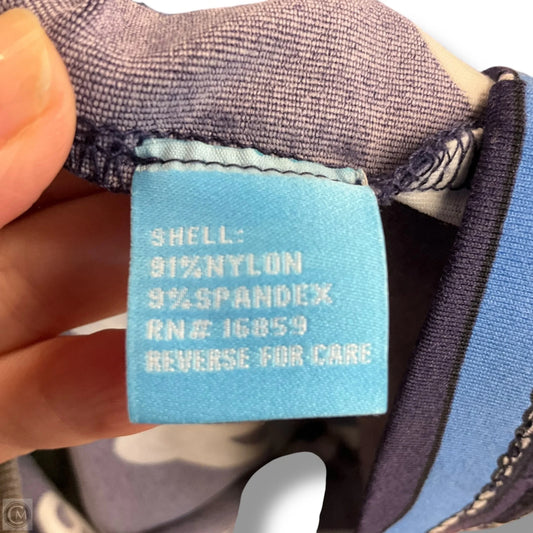 SHELL:
91%NYLON
9%SPANDEX
RN# 16859
REVERSE FOR CARE
M